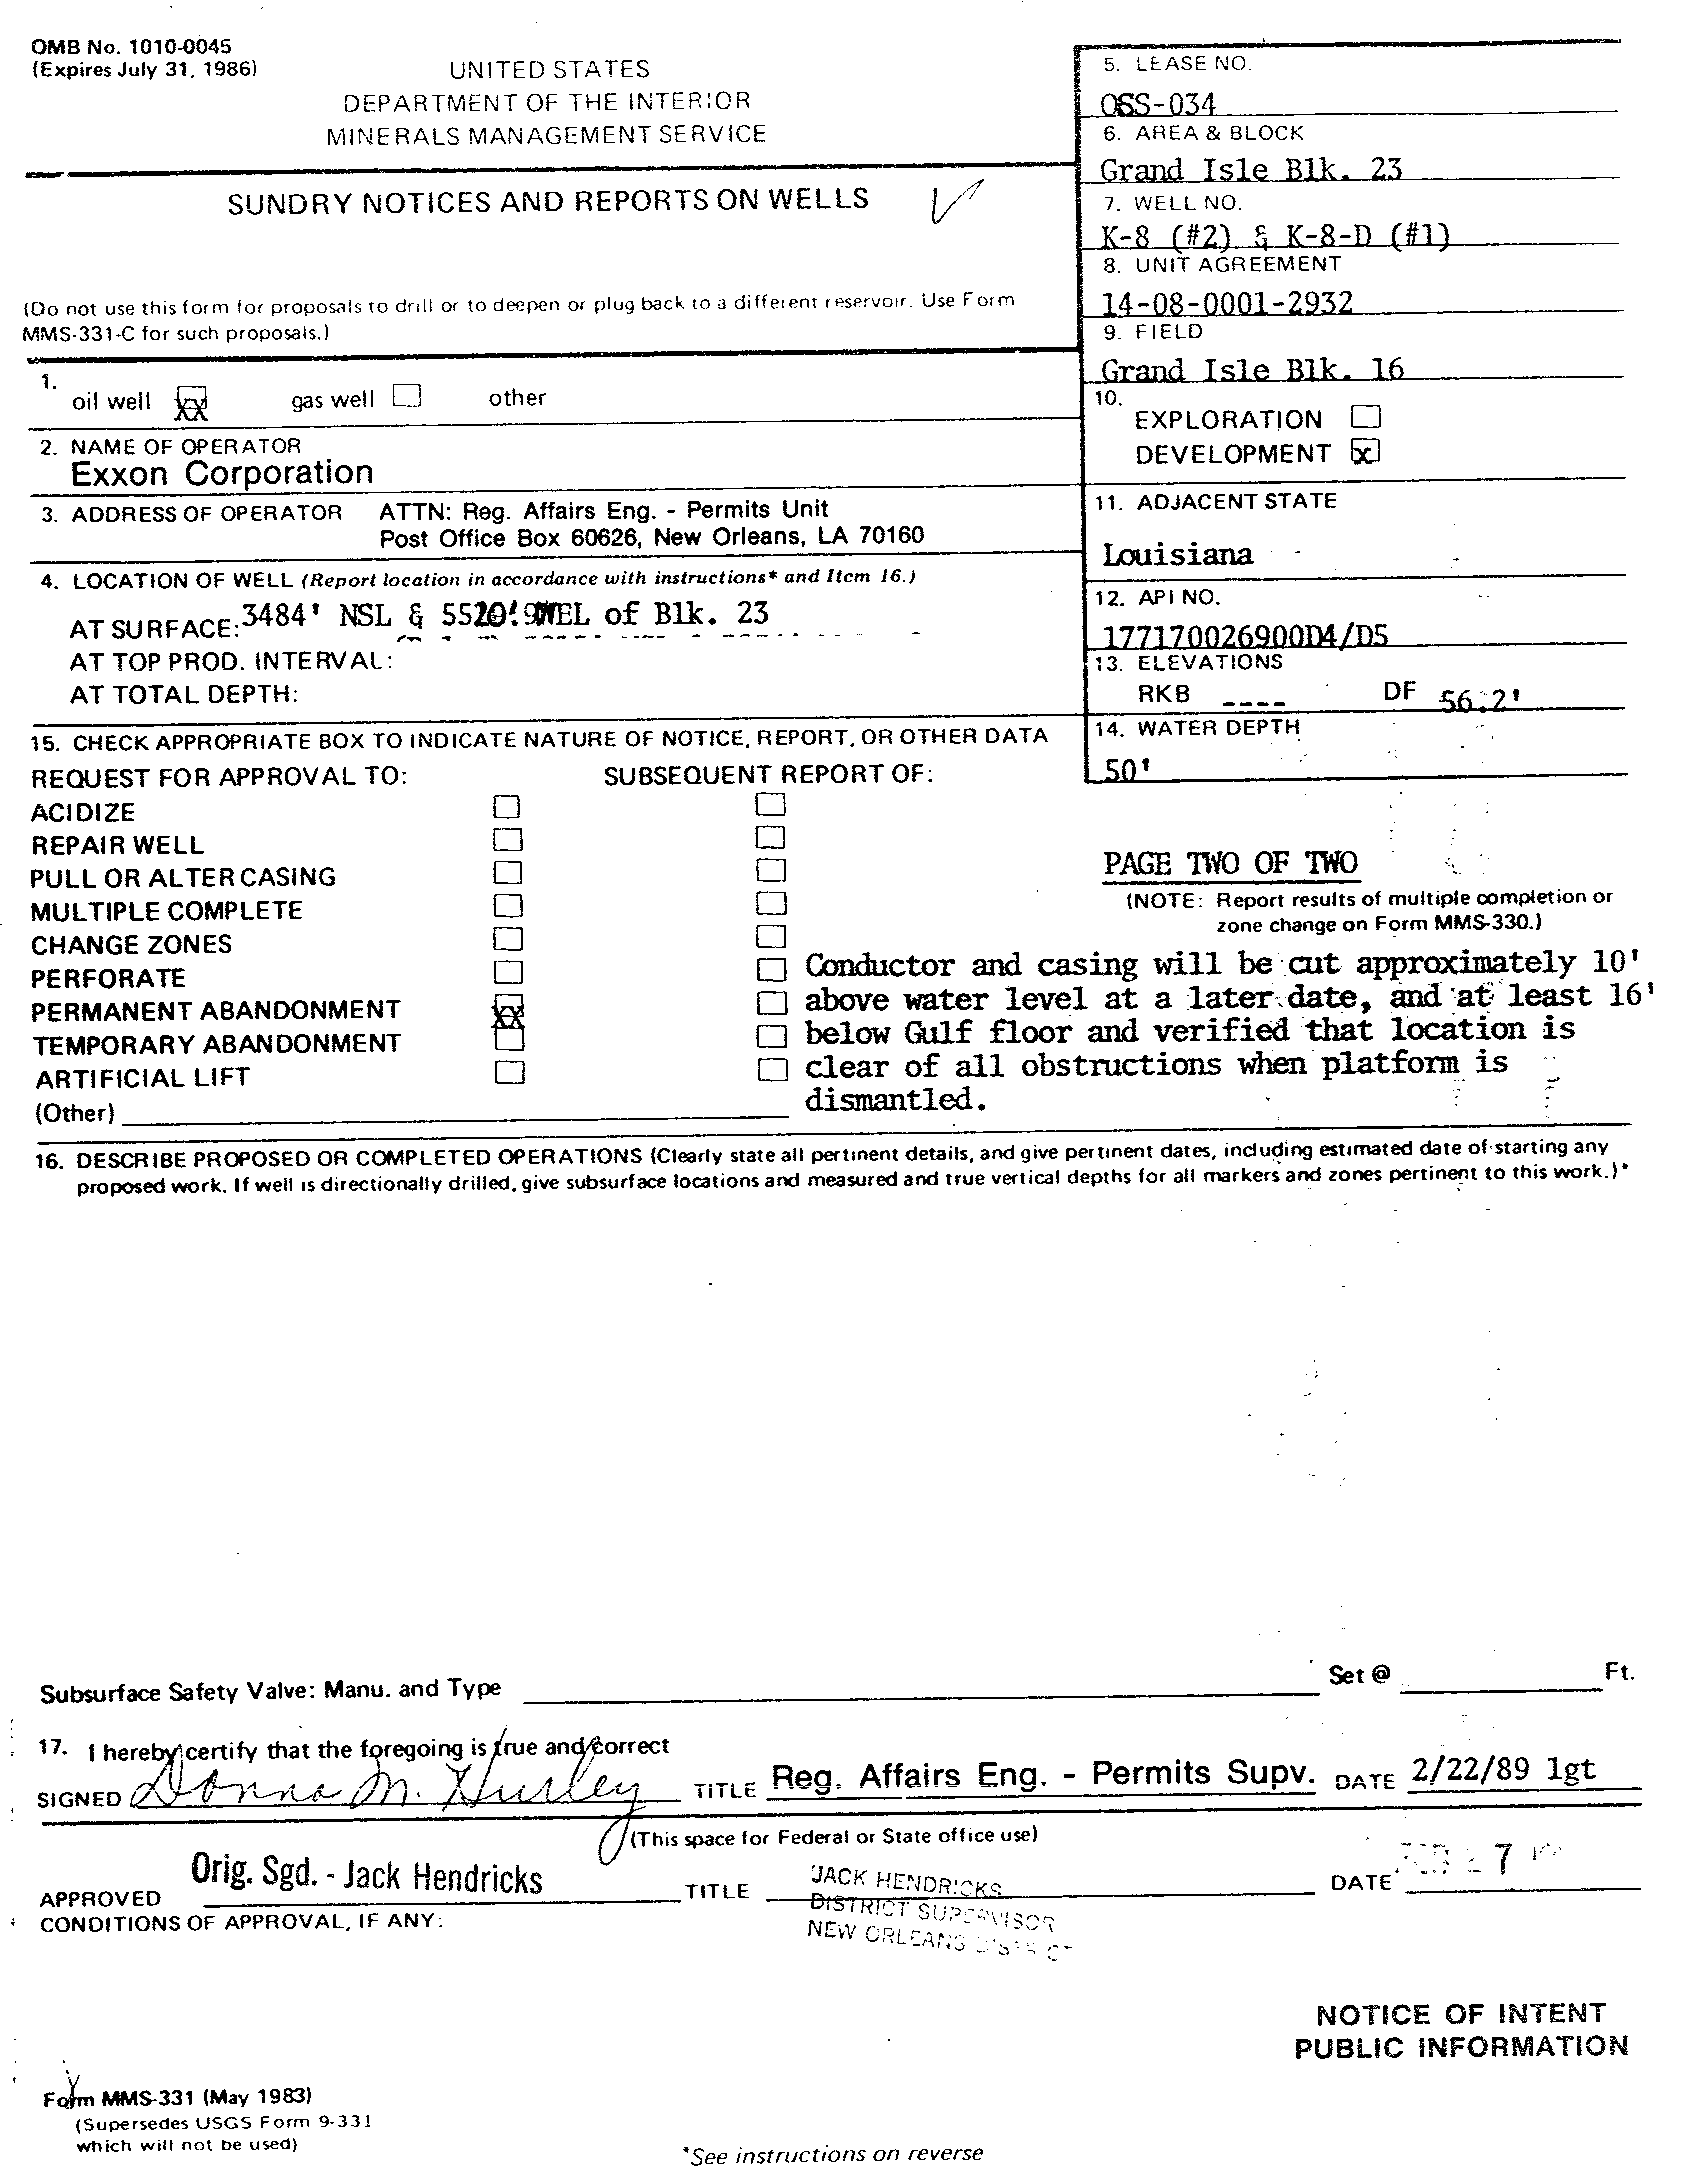 OMB No. 1010-0045
(Expires July 31, 1986)
UNITED STATES
DEPARTMENT OF THE INTERIOR
MINERALS MANAGEMENT SERVICE
SUNDRY NOTICES AND REPORTS ON WELLS
(Do not use this form for proposals to drill or to deepen or plug back to a different reservoir. Use Form
MMS-331-C for such proposals.)
1.
oil well XX gas well other
2. NAME OF OPERATOR
Exxon Corporation
3. ADDRESS OF OPERATOR ATTN: Reg. Affairs Eng. - Permits Unit
Post Office Box 60626, New Orleans, LA 70160
4. LOCATION OF WELL (Report location in accordance with instructions* and Item 16.)
AT SURFACE: 3484' NSL & of Blk. 23
AT TOP PROD. INTERVAL:
AT TOTAL DEPTH:
5. LEASE NO.
-034
6. AREA & BLOCK
Grand Isle Blk. 23
7. WELL NO.
K-8 (#2) & K-8-D (#1)
8. UNIT AGREEMENT
14-08-0001-2932
9. FIELD
Grand Isle Blk. 16
10.
EXPLORATION
DEVELOPMENT x
11. ADJACENT STATE
Louisiana
12. API NO.
177170026900D4/D5
13. ELEVATIONS
RKB ---- DF 56.2'
14. WATER DEPTH
50'
15. CHECK APPROPRIATE BOX TO INDICATE NATURE OF NOTICE, REPORT, OR OTHER DATA
REQUEST FOR APPROVAL TO: SUBSEQUENT REPORT OF:
ACIDIZE
REPAIR WELL
PULL OR ALTER CASING
MULTIPLE COMPLETE
CHANGE ZONES
PERFORATE
PERMANENT ABANDONMENT XX
TEMPORARY ABANDONMENT
ARTIFICIAL LIFT
(Other)
PAGE TWO OF TWO
(NOTE: Report results of multiple completion or
zone change on Form MMS-330.)
Conductor and casing will be cut approximately 10'
above water level at a later date, and at least 16'
below Gulf floor and verified that location is
clear of all obstructions when platform is
dismantled.
16. DESCRIBE PROPOSED OR COMPLETED OPERATIONS (Clearly state all pertinent details, and give pertinent dates, including estimated date of starting any
proposed work. If well is directionally drilled, give subsurface locations and measured and true vertical depths for all markers and zones pertinent to this work.)*
Subsurface Safety Valve: Manu. and Type Set @ Ft.
17. I hereby certify that the foregoing is true and correct
SIGNED Donna M. Hurley TITLE Reg. Affairs Eng. - Permits Supv. DATE 2/22/89 lgt
(This space for Federal or State office use)
APPROVED Orig. Sgd. - Jack Hendricks TITLE JACK HENDRICKS DATE
DISTRICT SUPERVISOR
NEW ORLEANS DISTRICT
CONDITIONS OF APPROVAL, IF ANY:
NOTICE OF INTENT
PUBLIC INFORMATION
Form MMS-331 (May 1983)
(Supersedes USGS Form 9-331
which will not be used)
*See instructions on reverse